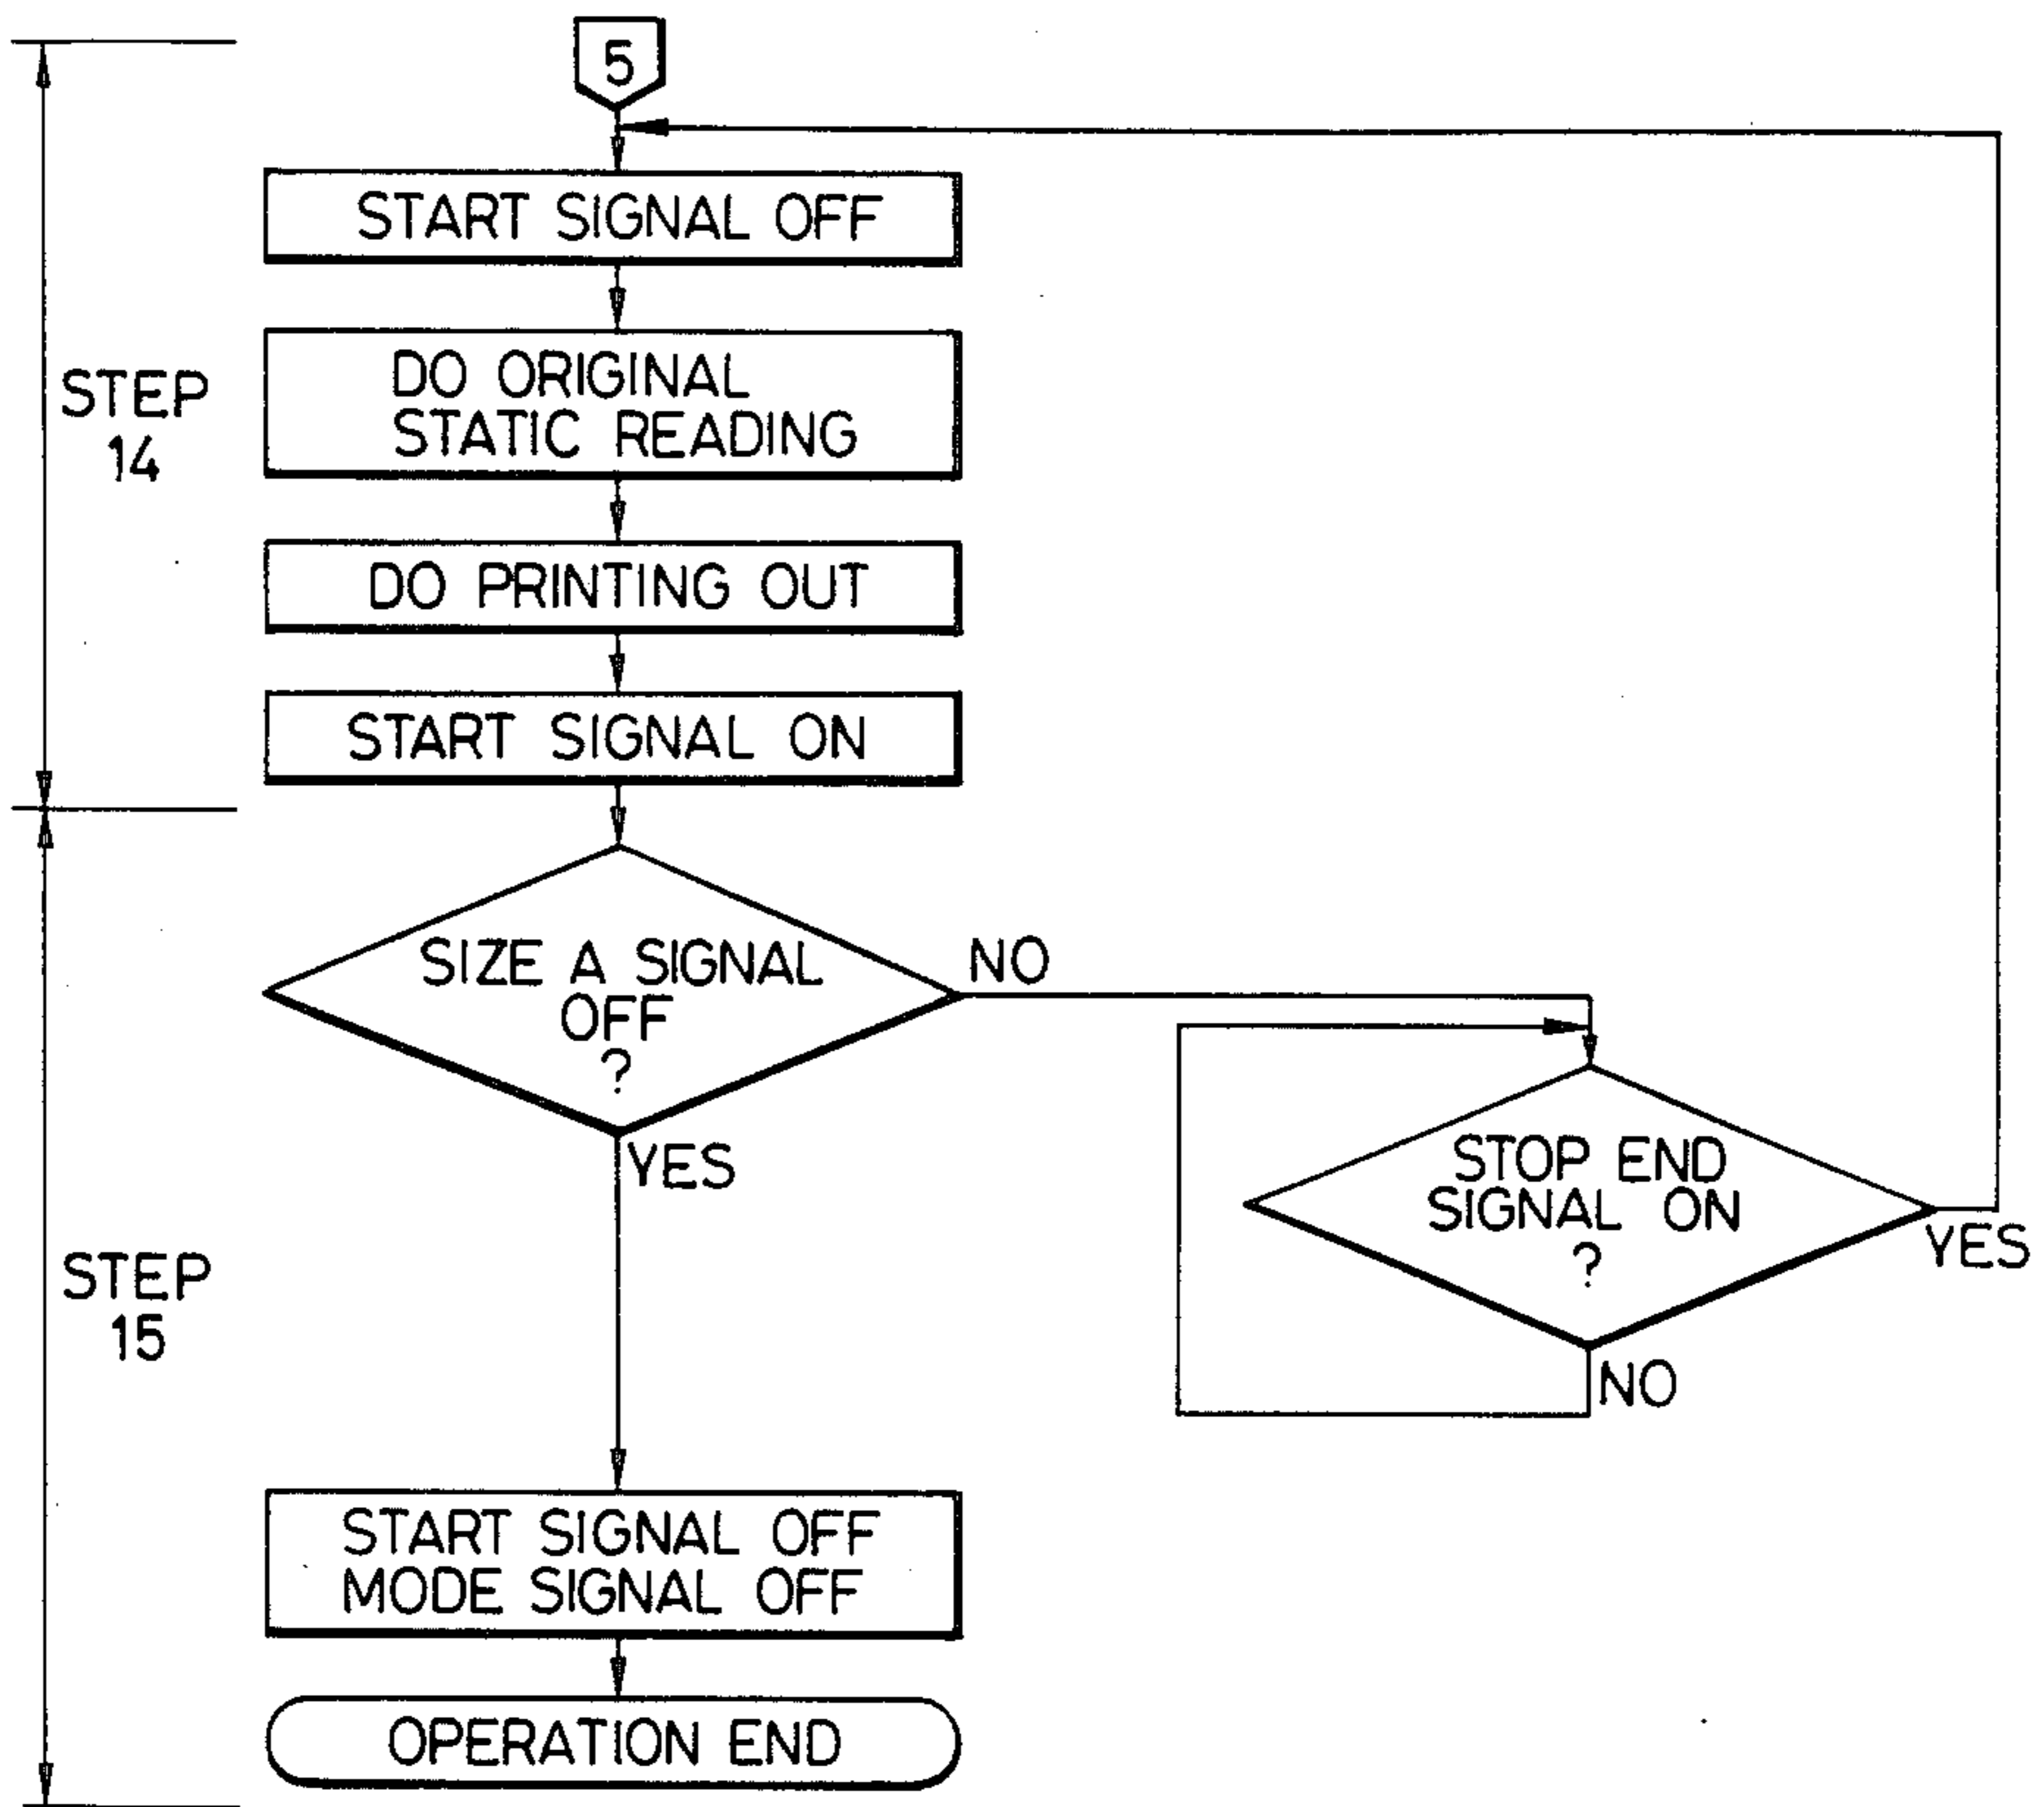 5
START SIGNAL OFF
STEP
14
DO ORIGINAL
STATIC READING
DO PRINTING OUT
START SIGNAL ON
SIZE A SIGNAL
OFF
?
NO
YES
STOP END
SIGNAL ON
?
YES
NO
STEP
15
START SIGNAL OFF
MODE SIGNAL OFF
OPERATION END